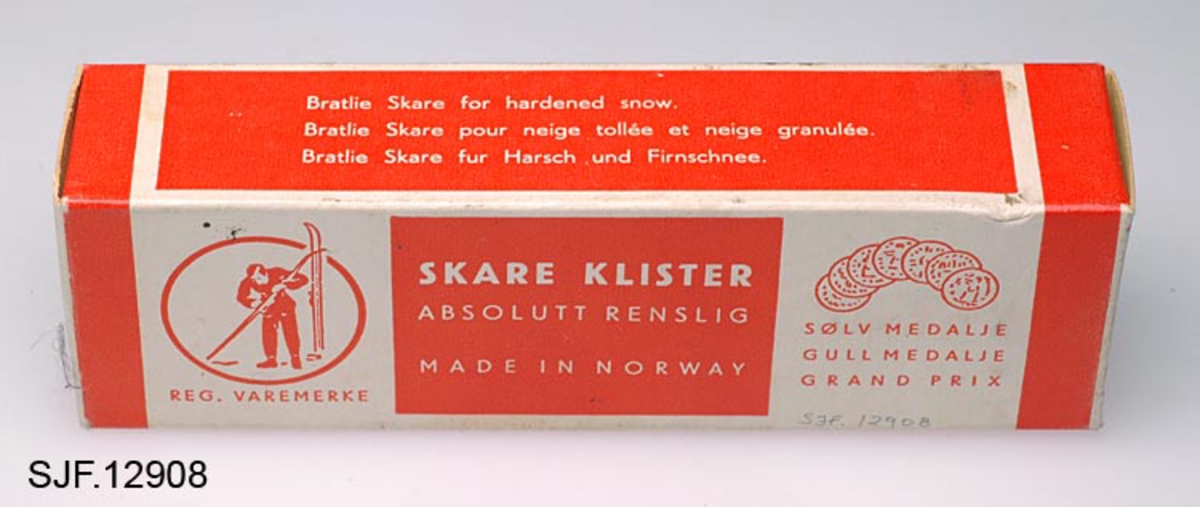 Bratlie Skare for hardened snow.
Bratlie Skare pour neige tollée et neige granulée.
Bratlie Skare fur Harsch und Firnschnee.
REG. VAREMERKE
SKARE KLISTER
ABSOLUTT RENSLIG
MADE IN NORWAY
SØLV MEDALJE
GULL MEDALJE
GRAND PRIX
SJF. 12908
SJF.12908